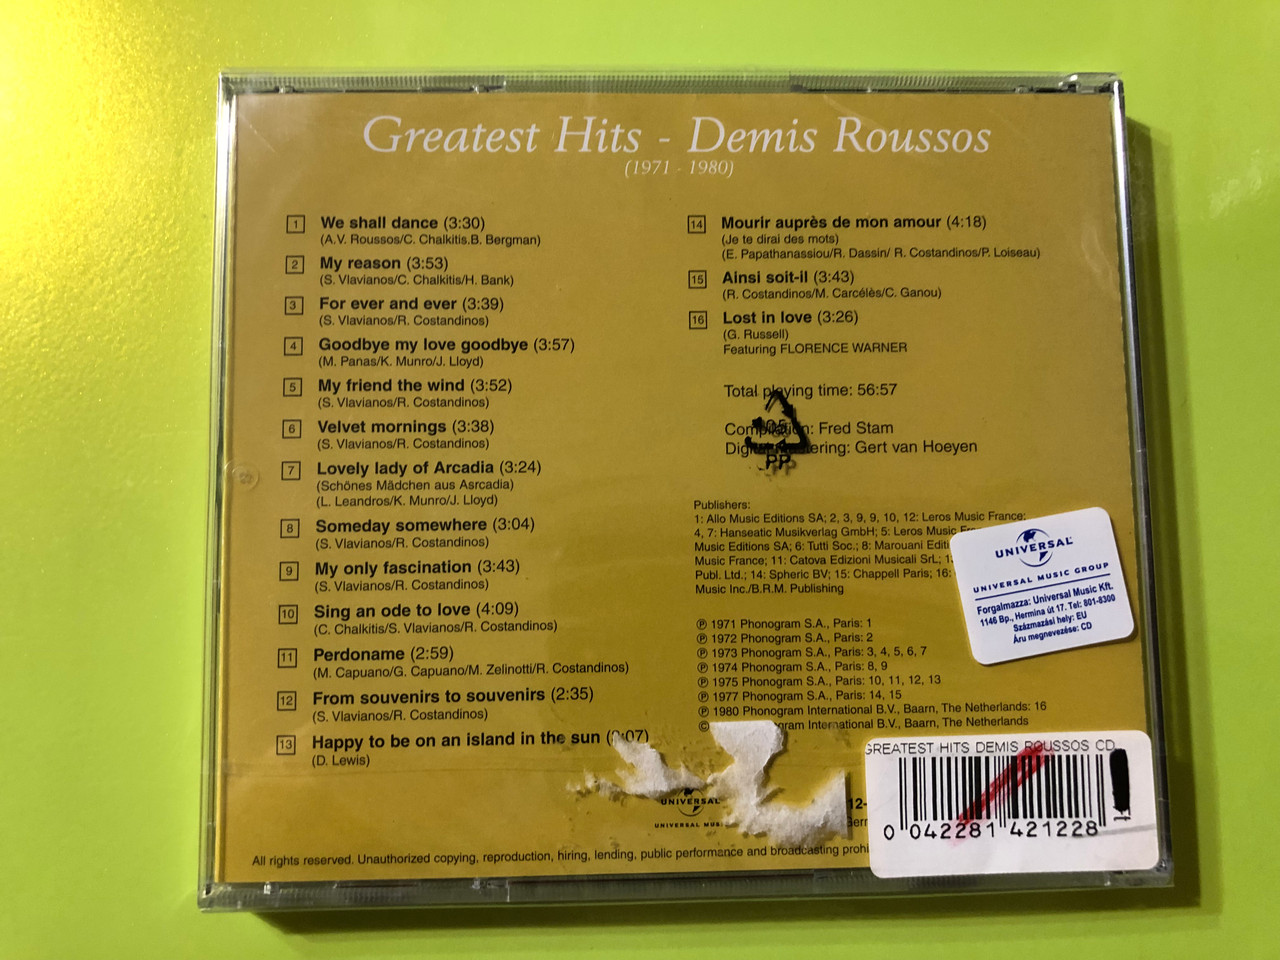 Greatest Hits - Demis Roussos
(1971 - 1980)
1 We shall dance (3:30)
(A.V. Roussos/C. Chalkitis.B. Bergman)
2 My reason (3:53)
(S. Vlavianos/C. Chalkitis/H. Bank)
3 For ever and ever (3:39)
(S. Vlavianos/R. Costandinos)
4 Goodbye my love goodbye (3:57)
(M. Panas/K. Munro/J. Lloyd)
5 My friend the wind (3:52)
(S. Vlavianos/R. Costandinos)
6 Velvet mornings (3:38)
(S. Vlavianos/R. Costandinos)
7 Lovely lady of Arcadia (3:24)
(Schönes Mädchen aus Asrcadia)
(L. Leandros/K. Munro/J. Lloyd)
8 Someday somewhere (3:04)
(S. Vlavianos/R. Costandinos)
9 My only fascination (3:43)
(S. Vlavianos/R. Costandinos)
10 Sing an ode to love (4:09)
(C. Chalkitis/S. Vlavianos/R. Costandinos)
11 Perdoname (2:59)
(M. Capuano/G. Capuano/M. Zelinotti/R. Costandinos)
12 From souvenirs to souvenirs (2:35)
(S. Vlavianos/R. Costandinos)
13 Happy to be on an island in the sun
(D. Lewis)
14 Mourir auprès de mon amour (4:18)
(Je te dirai des mots)
(E. Papathanassiou/R. Dassin/ R. Costandinos/P. Loiseau)
15 Ainsi soit-il (3:43)
(R. Costandinos/M. Carcélès/C. Ganou)
16 Lost in love (3:26)
(G. Russell)
Featuring FLORENCE WARNER
Total playing time: 56:57
Compilation: Fred Stam
Gert van Hoeyen
PP
Publishers:
1: Allo Music Editions SA; 2, 3, 9, 9, 10, 12: Leros Music France;
4, 7: Hanseatic Musikverlag GmbH; 5: Leros Music
Music Editions SA; 6: Tutti Soc.; 8: Marouani
Music France; 11: Catova Edizioni Musicali SRL;
Publ. Ltd.; 14: Spheric BV; 15: Chappell Paris; 16:
Music Inc./B.R.M. Publishing
℗ 1971 Phonogram S.A., Paris: 1
℗ 1972 Phonogram S.A., Paris: 2
℗ 1973 Phonogram S.A., Paris: 3, 4, 5, 6, 7
℗ 1974 Phonogram S.A., Paris: 8, 9
℗ 1975 Phonogram S.A., Paris: 10, 11, 12, 13
℗ 1977 Phonogram S.A., Paris: 14, 15
℗ 1980 Phonogram International B.V., Baarn, The Netherlands: 16
© International B.V., Baarn, The Netherlands
UNIVERSAL
UNIVERSAL MUSIC GROUP
Forgalmazza: Universal Music Kft.
1146 Bp., Hermina út 17. Tel: 801-8300
Származási hely: EU
Áru megnevezése: CD
GREATEST HITS DEMIS ROUSSOS CD
0 042281 421228
UNIVERSAL
UNIVERSAL
All rights reserved. Unauthorized copying, reproduction, hiring, lending, public performance and broadcasting